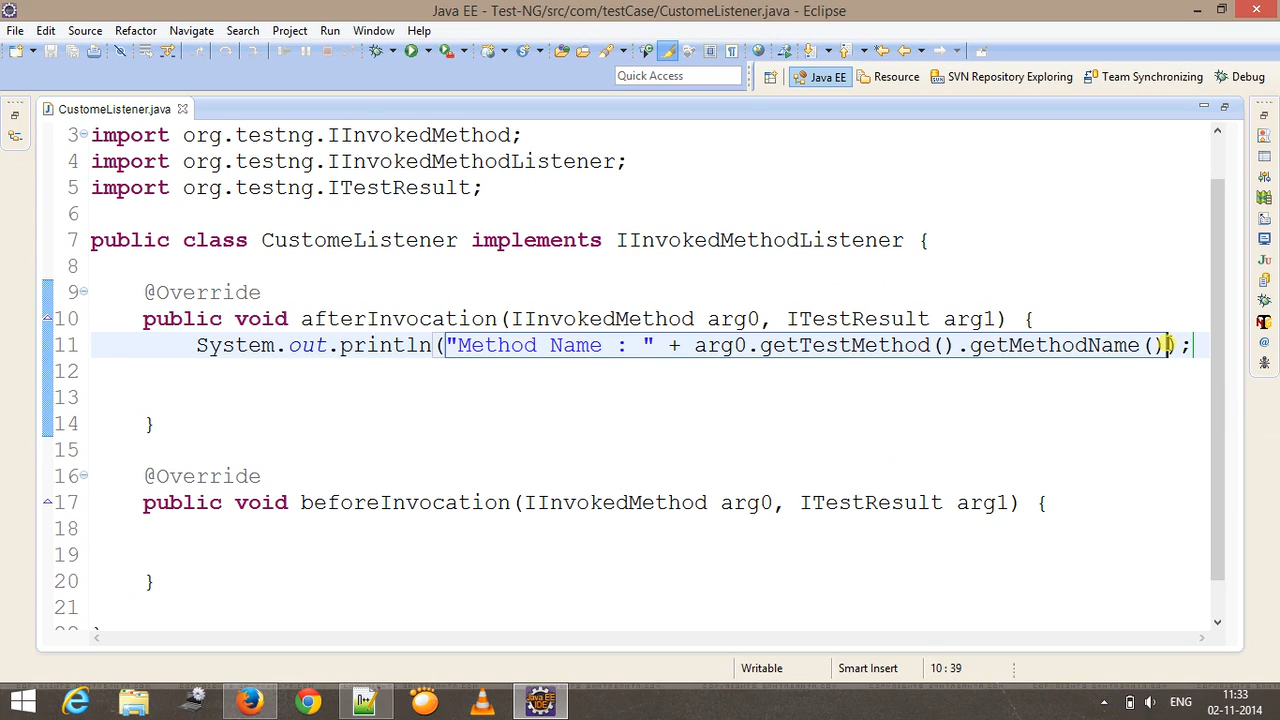 Java EE - Test-NG/src/com/testCase/CustomeListener.java - Eclipse
File Edit Source Refactor Navigate Search Project Run Window Help
Quick Access
Java EE Resource SVN Repository Exploring Team Synchronizing Debug
CustomeListener.java
3 import org.testng.IInvokedMethod;
4 import org.testng.IInvokedMethodListener;
5 import org.testng.ITestResult;
6
7 public class CustomeListener implements IInvokedMethodListener {
8
9 @Override
10 public void afterInvocation(IInvokedMethod arg0, ITestResult arg1) {
11 System.out.println("Method Name : " + arg0.getTestMethod().getMethodName());
12
13
14 }
15
16 @Override
17 public void beforeInvocation(IInvokedMethod arg0, ITestResult arg1) {
18
19
20 }
21
Writable Smart Insert 10 : 39
ENG
11:33
02-11-2014